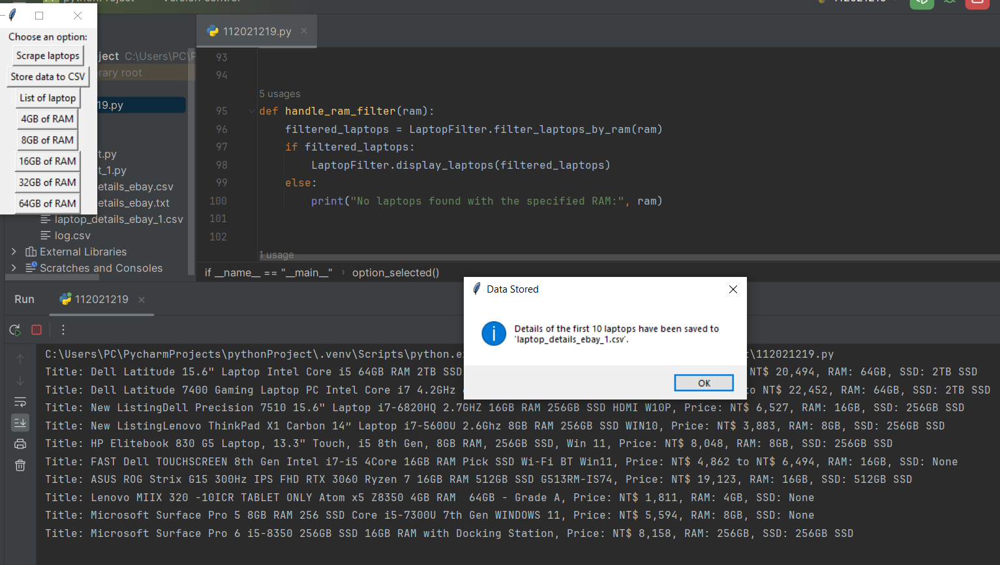 Choose an option:
Scrape laptops
Store data to CSV
List of laptop
4GB of RAM
8GB of RAM
16GB of RAM
32GB of RAM
64GB of RAM
ject C:\Users\PC\P
rary root
19.py
t.py
t_1.py
etails_ebay.csv
etails_ebay.txt
laptop_details_ebay_1.csv
log.csv
External Libraries
Scratches and Consoles
112021219.py
93
94
5 usages
95 def handle_ram_filter(ram):
96 filtered_laptops = LaptopFilter.filter_laptops_by_ram(ram)
97 if filtered_laptops:
98 LaptopFilter.display_laptops(filtered_laptops)
99 else:
100 print("No laptops found with the specified RAM:", ram)
101
102
1 usage
if __name__ == "__main__" › option_selected()
Data Stored
Details of the first 10 laptops have been saved to
'laptop_details_ebay_1.csv'.
OK
Run 112021219
C:\Users\PC\PycharmProjects\pythonProject\.venv\Scripts\python.e t\112021219.py
Title: Dell Latitude 15.6" Laptop Intel Core i5 64GB RAM 2TB SSD NT$ 20,494, RAM: 64GB, SSD: 2TB SSD
Title: Dell Latitude 7400 Gaming Laptop PC Intel Core i7 4.2GHz to NT$ 22,452, RAM: 64GB, SSD: 2TB SSD
Title: New ListingDell Precision 7510 15.6" Laptop i7-6820HQ 2.7GHZ 16GB RAM 256GB SSD HDMI W10P, Price: NT$ 6,527, RAM: 16GB, SSD: 256GB SSD
Title: New ListingLenovo ThinkPad X1 Carbon 14” Laptop i7-5600U 2.6Ghz 8GB RAM 256GB SSD WIN10, Price: NT$ 3,883, RAM: 8GB, SSD: 256GB SSD
Title: HP Elitebook 830 G5 Laptop, 13.3" Touch, i5 8th Gen, 8GB RAM, 256GB SSD, Win 11, Price: NT$ 8,048, RAM: 8GB, SSD: 256GB SSD
Title: FAST Dell TOUCHSCREEN 8th Gen Intel i7-i5 4Core 16GB RAM Pick SSD Wi-Fi BT Win11, Price: NT$ 4,862 to NT$ 6,494, RAM: 16GB, SSD: None
Title: ASUS ROG Strix G15 300Hz IPS FHD RTX 3060 Ryzen 7 16GB RAM 512GB SSD G513RM-IS74, Price: NT$ 19,123, RAM: 16GB, SSD: 512GB SSD
Title: Lenovo MIIX 320 -10ICR TABLET ONLY Atom x5 Z8350 4GB RAM  64GB - Grade A, Price: NT$ 1,811, RAM: 4GB, SSD: None
Title: Microsoft Surface Pro 5 8GB RAM 256 SSD Core i5-7300U 7th Gen WINDOWS 11, Price: NT$ 5,594, RAM: 8GB, SSD: None
Title: Microsoft Surface Pro 6 i5-8350 256GB SSD 16GB RAM with Docking Station, Price: NT$ 8,158, RAM: 256GB, SSD: 256GB SSD